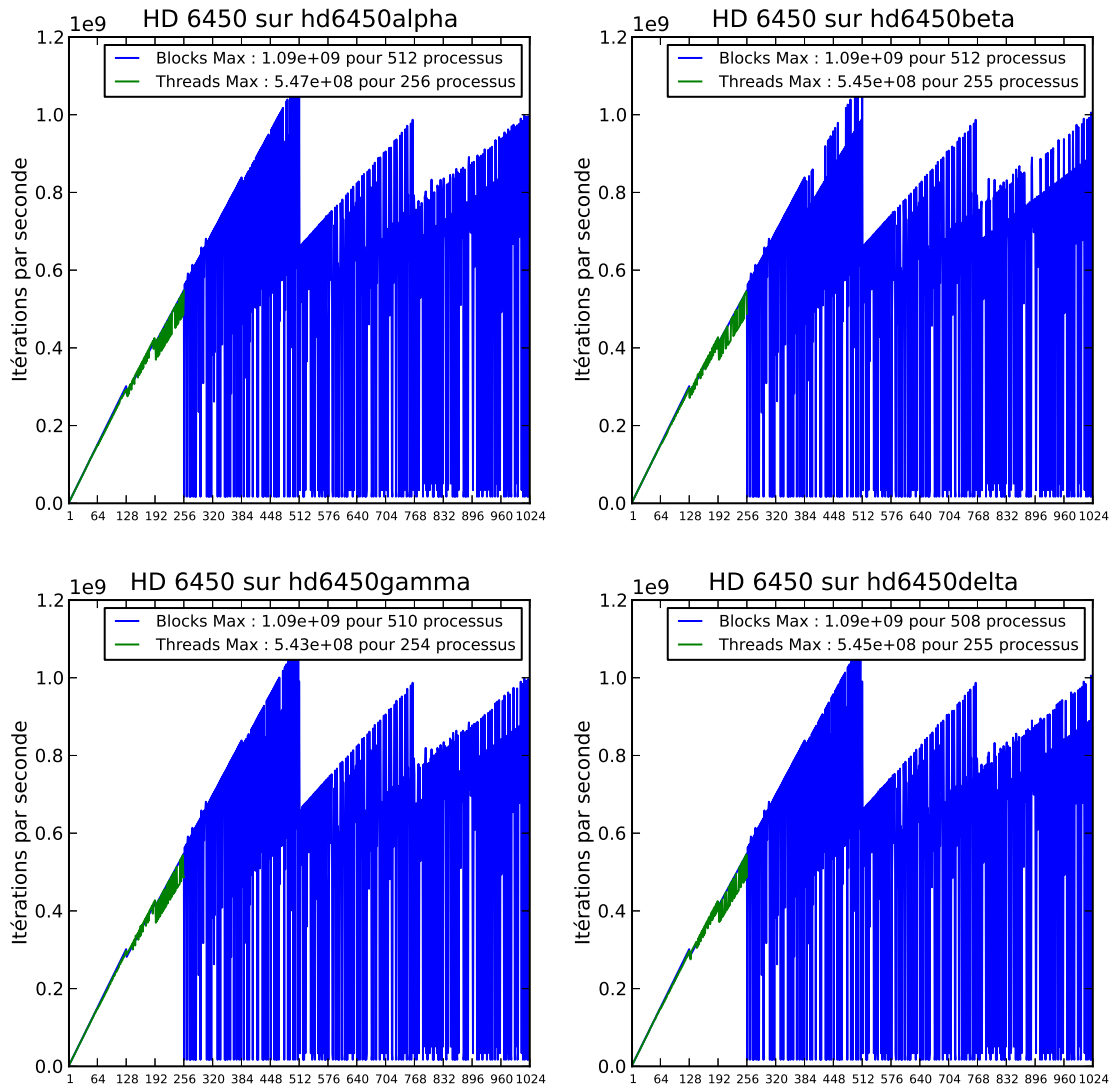 HD 6450 sur hd6450alpha
1e9
Blocks Max : 1.09e+09 pour 512 processus
Threads Max : 5.47e+08 pour 256 processus
Itérations par seconde
1.2
1.0
0.8
0.6
0.4
0.2
0.0
1 64 128 192 256 320 384 448 512 576 640 704 768 832 896 960 1024
HD 6450 sur hd6450beta
1e9
Blocks Max : 1.09e+09 pour 512 processus
Threads Max : 5.45e+08 pour 255 processus
Itérations par seconde
1.2
1.0
0.8
0.6
0.4
0.2
0.0
1 64 128 192 256 320 384 448 512 576 640 704 768 832 896 960 1024
HD 6450 sur hd6450gamma
1e9
Blocks Max : 1.09e+09 pour 510 processus
Threads Max : 5.43e+08 pour 254 processus
Itérations par seconde
1.2
1.0
0.8
0.6
0.4
0.2
0.0
1 64 128 192 256 320 384 448 512 576 640 704 768 832 896 960 1024
HD 6450 sur hd6450delta
1e9
Blocks Max : 1.09e+09 pour 508 processus
Threads Max : 5.45e+08 pour 255 processus
Itérations par seconde
1.2
1.0
0.8
0.6
0.4
0.2
0.0
1 64 128 192 256 320 384 448 512 576 640 704 768 832 896 960 1024